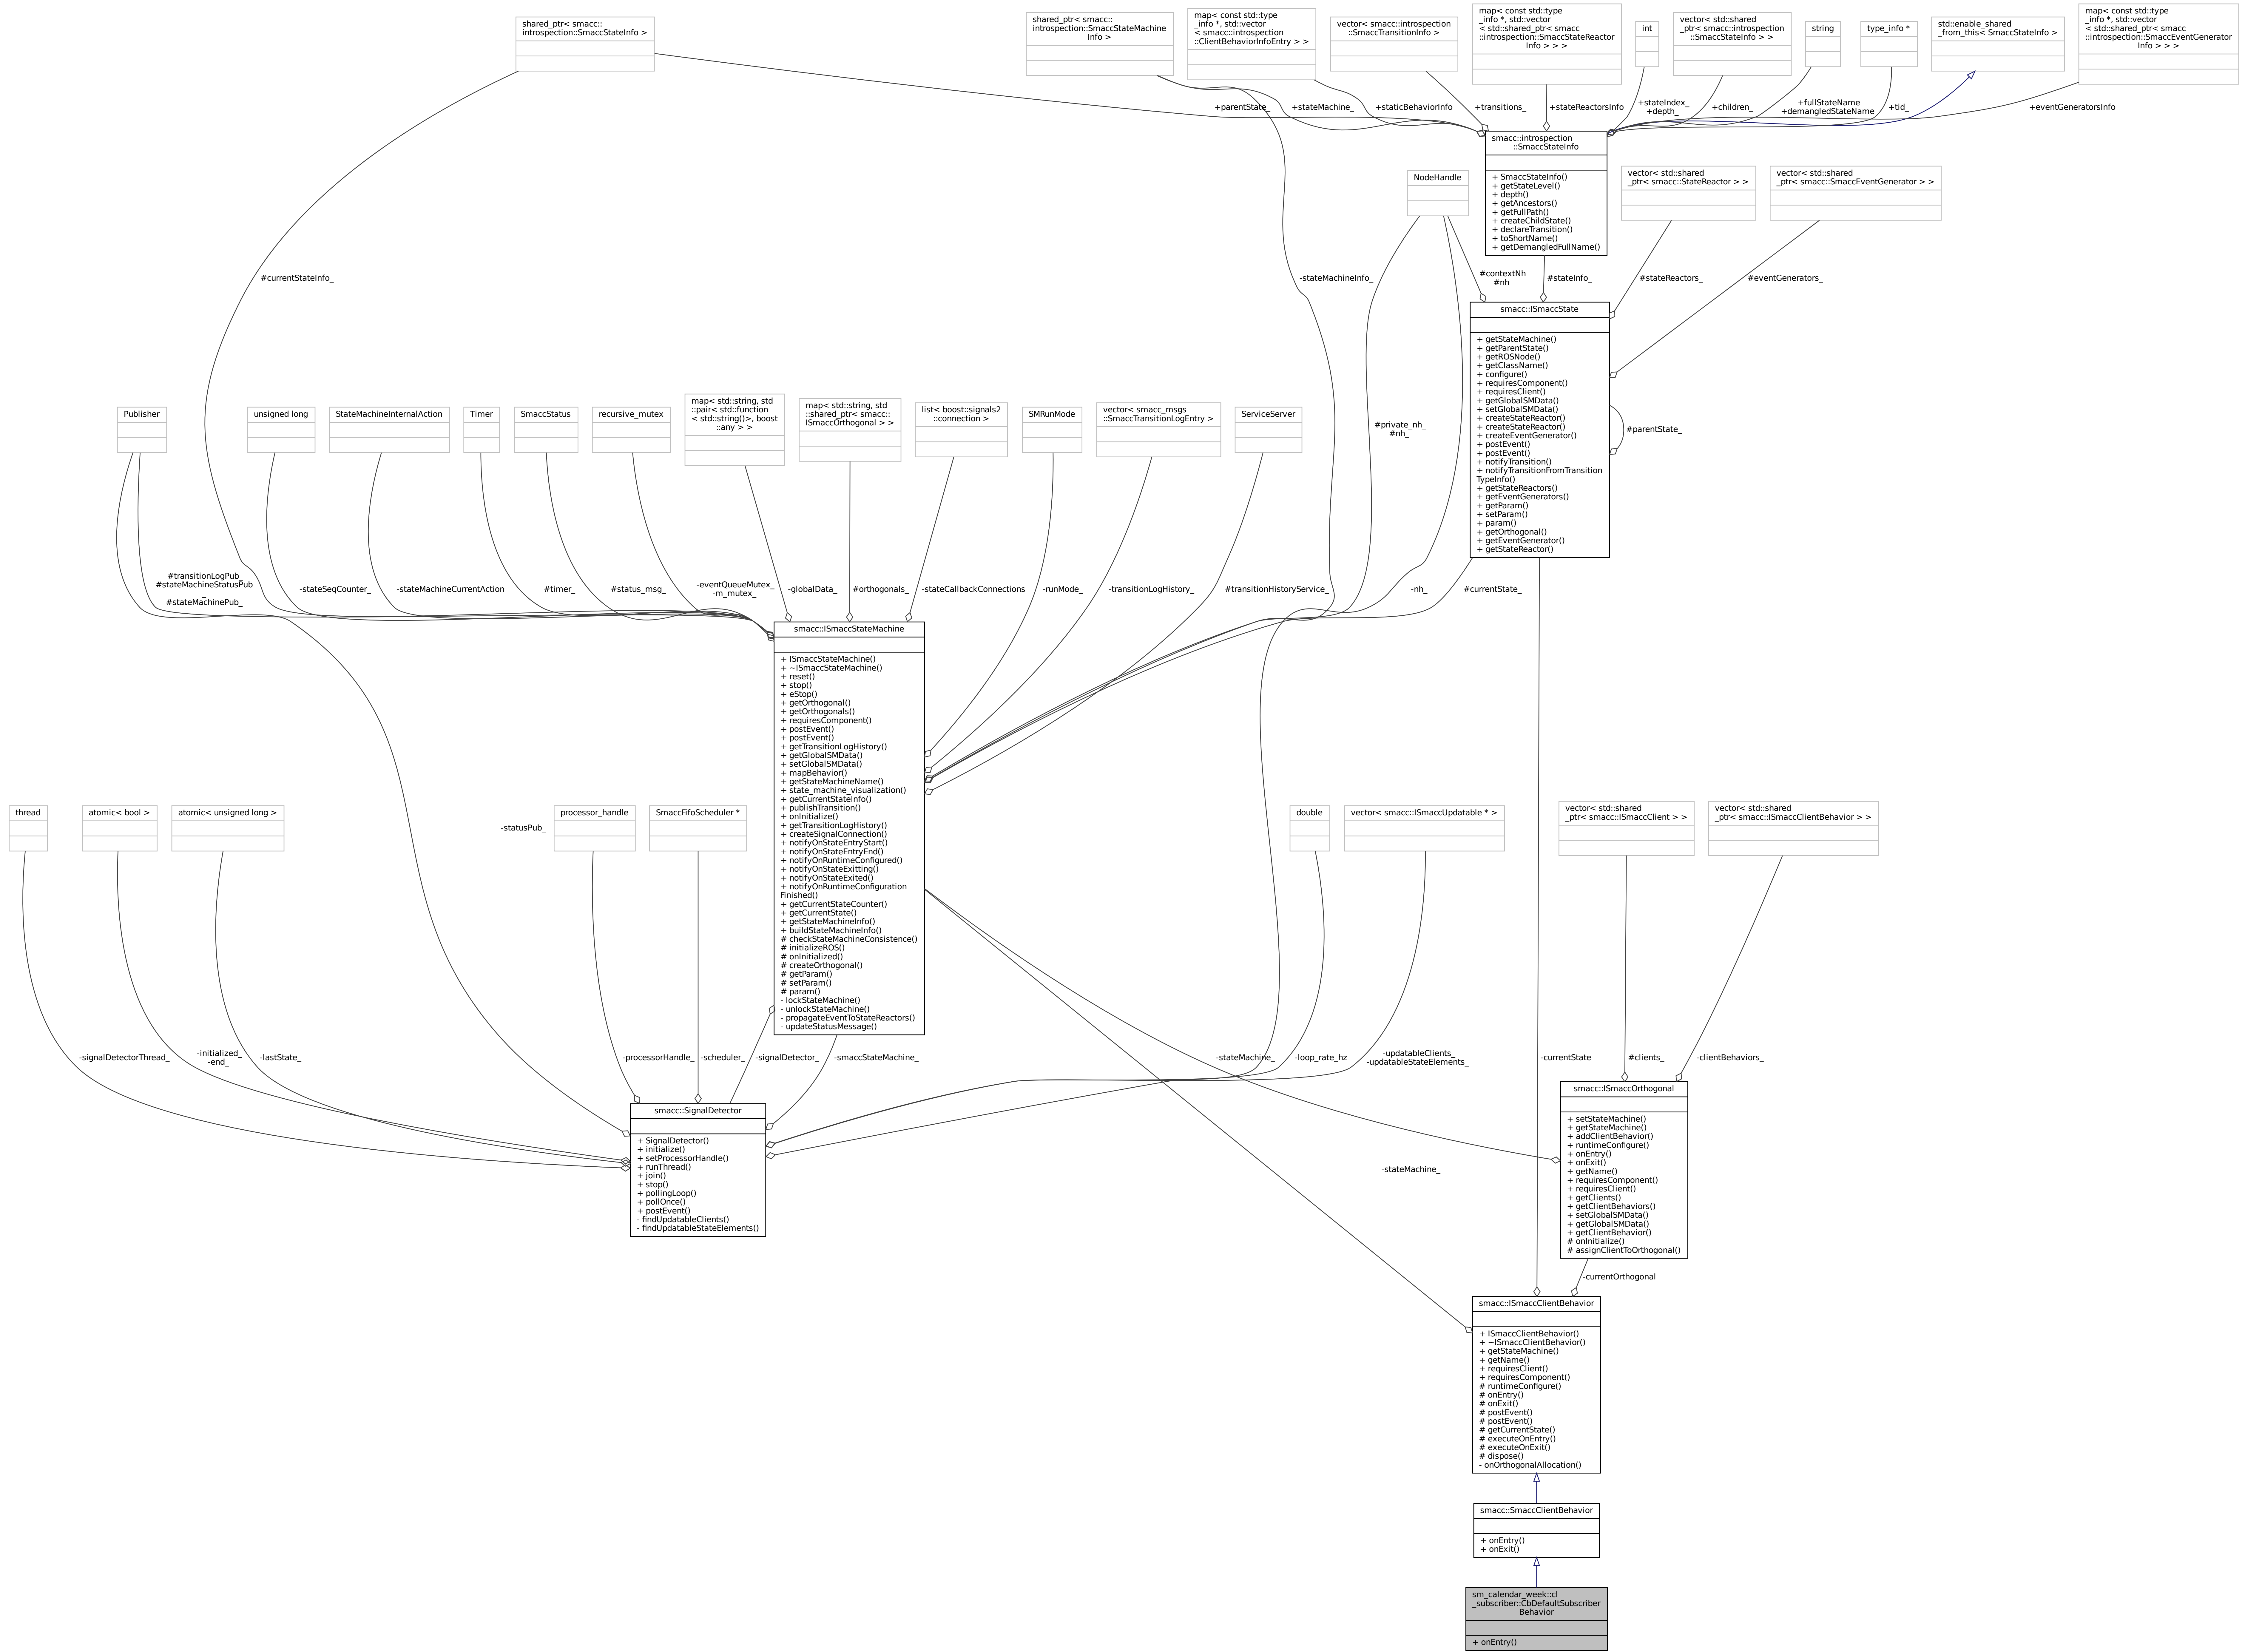 shared_ptr< smacc::
introspection::SmaccStateInfo >
shared_ptr< smacc::
introspection::SmaccStateMachine
Info >
map< const std::type
_info *, std::vector
< smacc::introspection
::ClientBehaviorInfoEntry > >
vector< smacc::introspection
::SmaccTransitionInfo >
map< const std::type
_info *, std::vector
< std::shared_ptr< smacc
::introspection::SmaccStateReactor
Info > > >
int
vector< std::shared
_ptr< smacc::introspection
::SmaccStateInfo > >
string
type_info *
std::enable_shared
_from_this< SmaccStateInfo >
map< const std::type
_info *, std::vector
< std::shared_ptr< smacc
::introspection::SmaccEventGenerator
Info > > >
+parentState_
+stateMachine_
+staticBehaviorInfo
+transitions_
+stateReactorsInfo
+stateIndex_
+depth_
+children_
+fullStateName
+demangledStateName
+tid_
+eventGeneratorsInfo
smacc::introspection
::SmaccStateInfo
+ SmaccStateInfo()
+ getStateLevel()
+ depth()
+ getAncestors()
+ getFullPath()
+ createChildState()
+ declareTransition()
+ toShortName()
+ getDemangledFullName()
NodeHandle
vector< std::shared
_ptr< smacc::StateReactor > >
vector< std::shared
_ptr< smacc::SmaccEventGenerator > >
#currentStateInfo_
-stateMachineInfo_
#contextNh
#nh
#stateInfo_
#stateReactors_
#eventGenerators_
smacc::ISmaccState
+ getStateMachine()
+ getParentState()
+ getROSNode()
+ getClassName()
+ configure()
+ requiresComponent()
+ requiresClient()
+ getGlobalSMData()
+ setGlobalSMData()
+ createStateReactor()
+ createStateReactor()
+ createEventGenerator()
+ postEvent()
+ postEvent()
+ notifyTransition()
+ notifyTransitionFromTransition
TypeInfo()
+ getStateReactors()
+ getEventGenerators()
+ getParam()
+ setParam()
+ param()
+ getOrthogonal()
+ getEventGenerator()
+ getStateReactor()
#parentState_
Publisher
unsigned long
StateMachineInternalAction
Timer
SmaccStatus
recursive_mutex
map< std::string, std
::pair< std::function
< std::string()>, boost
::any > >
map< std::string, std
::shared_ptr< smacc::
ISmaccOrthogonal > >
list< boost::signals2
::connection >
SMRunMode
vector< smacc_msgs
::SmaccTransitionLogEntry >
ServiceServer
#private_nh_
#nh_
#transitionLogPub_
#stateMachineStatusPub
_
#stateMachinePub_
-stateSeqCounter_
-stateMachineCurrentAction
#timer_
#status_msg_
-eventQueueMutex_
-m_mutex_
-globalData_
#orthogonals_
-stateCallbackConnections
-runMode_
-transitionLogHistory_
#transitionHistoryService_
-nh_
#currentState_
smacc::ISmaccStateMachine
+ ISmaccStateMachine()
+ ~ISmaccStateMachine()
+ reset()
+ stop()
+ eStop()
+ getOrthogonal()
+ getOrthogonals()
+ requiresComponent()
+ postEvent()
+ postEvent()
+ getTransitionLogHistory()
+ getGlobalSMData()
+ setGlobalSMData()
+ mapBehavior()
+ getStateMachineName()
+ state_machine_visualization()
+ getCurrentStateInfo()
+ publishTransition()
+ onInitialize()
+ getTransitionLogHistory()
+ createSignalConnection()
+ notifyOnStateEntryStart()
+ notifyOnStateEntryEnd()
+ notifyOnRuntimeConfigured()
+ notifyOnStateExitting()
+ notifyOnStateExited()
+ notifyOnRuntimeConfiguration
Finished()
+ getCurrentStateCounter()
+ getCurrentState()
+ getStateMachineInfo()
+ buildStateMachineInfo()
# checkStateMachineConsistence()
# initializeROS()
# onInitialized()
# createOrthogonal()
# getParam()
# setParam()
# param()
- lockStateMachine()
- unlockStateMachine()
- propagateEventToStateReactors()
- updateStatusMessage()
thread
atomic< bool >
atomic< unsigned long >
-statusPub_
processor_handle
SmaccFifoScheduler *
double
vector< smacc::ISmaccUpdatable * >
vector< std::shared
_ptr< smacc::ISmaccClient > >
vector< std::shared
_ptr< smacc::ISmaccClientBehavior > >
-signalDetectorThread_
-initialized_
-end_
-lastState_
-processorHandle_
-scheduler_
-signalDetector_
-smaccStateMachine_
-stateMachine_
-loop_rate_hz
-updatableClients_
-updatableStateElements_
-currentState
#clients_
-clientBehaviors_
smacc::SignalDetector
+ SignalDetector()
+ initialize()
+ setProcessorHandle()
+ runThread()
+ join()
+ stop()
+ pollingLoop()
+ pollOnce()
+ postEvent()
- findUpdatableClients()
- findUpdatableStateElements()
smacc::ISmaccOrthogonal
+ setStateMachine()
+ getStateMachine()
+ addClientBehavior()
+ runtimeConfigure()
+ onEntry()
+ onExit()
+ getName()
+ requiresComponent()
+ requiresClient()
+ getClients()
+ getClientBehaviors()
+ setGlobalSMData()
+ getGlobalSMData()
+ getClientBehavior()
# onInitialize()
# assignClientToOrthogonal()
-stateMachine_
-currentOrthogonal
smacc::ISmaccClientBehavior
+ ISmaccClientBehavior()
+ ~ISmaccClientBehavior()
+ getStateMachine()
+ getName()
+ requiresClient()
+ requiresComponent()
# runtimeConfigure()
# onEntry()
# onExit()
# postEvent()
# postEvent()
# getCurrentState()
# executeOnEntry()
# executeOnExit()
# dispose()
- onOrthogonalAllocation()
smacc::SmaccClientBehavior
+ onEntry()
+ onExit()
sm_calendar_week::cl
_subscriber::CbDefaultSubscriber
Behavior
+ onEntry()